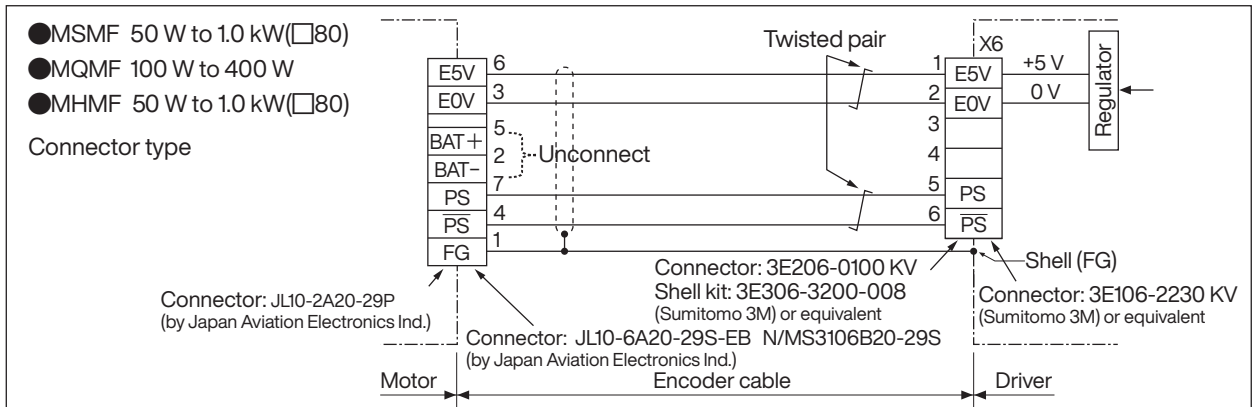 ●MSMF 50 W to 1.0 kW(□80)
●MQMF 100 W to 400 W
●MHMF 50 W to 1.0 kW(□80)
Connector type
Twisted pair
X6
E5V 6
1 E5V +5 V
E0V 3
2 E0V 0 V
Regulator
3
BAT+ 5
4
2 Unconnect
BAT-
7
PS
5 PS
4
P̅S̅
6 P̅S̅
1
FG
Shell (FG)
Connector: JL10-2A20-29P
(by Japan Aviation Electronics Ind.)
Connector: 3E206-0100 KV
Shell kit: 3E306-3200-008
(Sumitomo 3M) or equivalent
Connector: 3E106-2230 KV
(Sumitomo 3M) or equivalent
Connector: JL10-6A20-29S-EB N/MS3106B20-29S
(by Japan Aviation Electronics Ind.)
Motor
Encoder cable
Driver